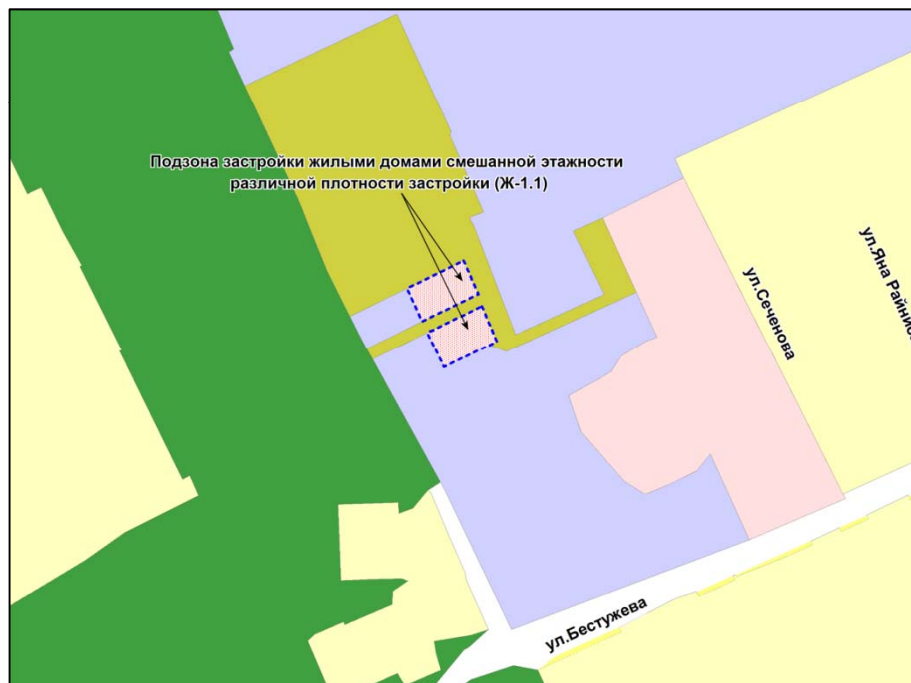 Подзона застройки жилыми домами смешанной этажности
различной плотности застройки (Ж-1.1)
ул.Сеченова
ул.Яна Райниса
ул.Бестужева